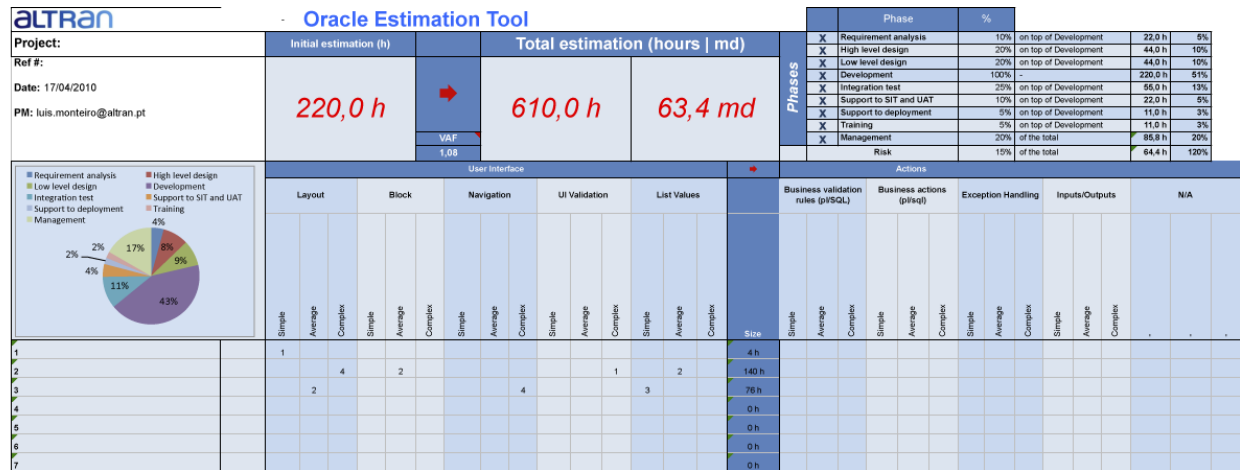 ALTRAN
- Oracle Estimation Tool
Project:
Ref #:
Date: 17/04/2010
PM: luis.monteiro@altran.pt
Initial estimation (h)
Total estimation (hours | md)
220,0 h
610,0 h
63,4 md
VAF
1,08
Phases
Phase %
X Requirement analysis 10% on top of Development 22,0 h 5%
X High level design 20% on top of Development 44,0 h 10%
X Low level design 20% on top of Development 44,0 h 10%
X Development 100% - 220,0 h 51%
X Integration test 25% on top of Development 55,0 h 13%
X Support to SIT and UAT 10% on top of Development 22,0 h 5%
X Support to deployment 5% on top of Development 11,0 h 3%
X Training 5% on top of Development 11,0 h 3%
X Management 20% of the total 85,8 h 20%
Risk 15% of the total 64,4 h 120%
Requirement analysis High level design
Low level design Development
Integration test Support to SIT and UAT
Support to deployment Training
Management
4%
8%
9%
43%
11%
4%
2%
2%
17%
User Interface
Actions
Layout Block Navigation UI Validation List Values
Business validation rules (pl/SQL) Business actions (pl/sql) Exception Handling Inputs/Outputs N/A
Simple Average Complex Simple Average Complex Simple Average Complex Simple Average Complex Simple Average Complex Size Simple Average Complex Simple Average Complex Simple Average Complex Simple Average Complex . . .
1 1 4 h
2 4 2 1 2 140 h
3 2 4 3 76 h
4 0 h
5 0 h
6 0 h
7 0 h